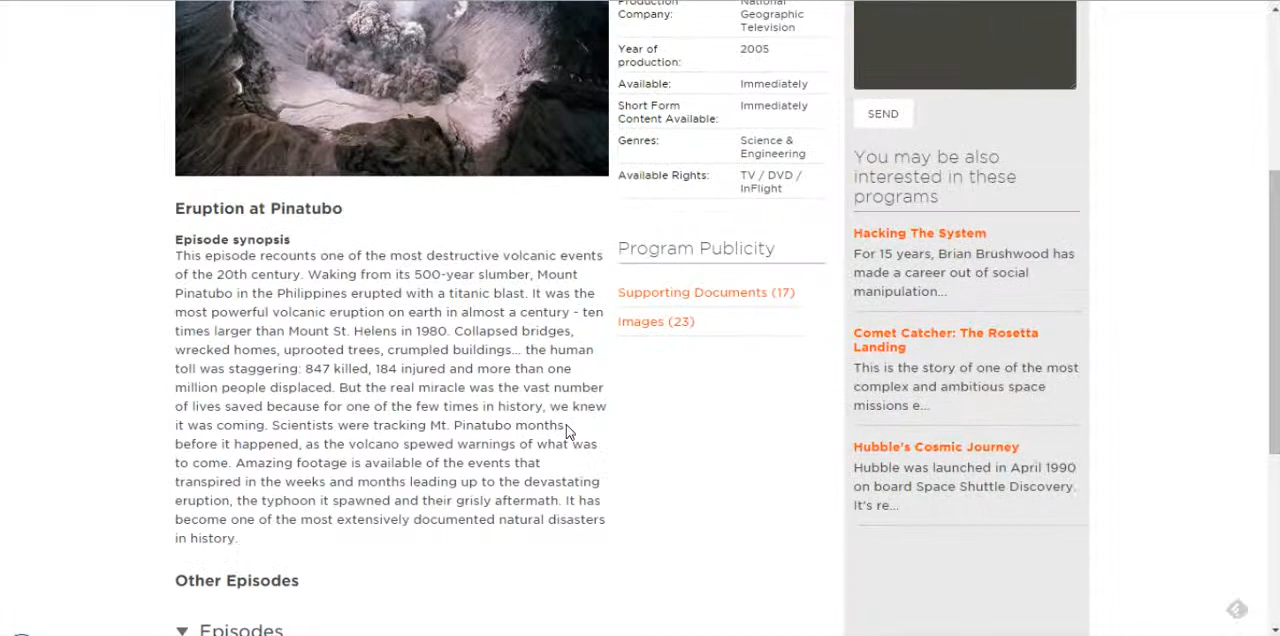 Production
Company:
National
Geographic
Television
Year of
production:
2005
Available:
Immediately
Short Form
Content Available:
Immediately
Genres:
Science &
Engineering
Available Rights:
TV / DVD /
InFlight
Eruption at Pinatubo
Episode synopsis
This episode recounts one of the most destructive volcanic events
of the 20th century. Waking from its 500-year slumber, Mount
Pinatubo in the Philippines erupted with a titanic blast. It was the
most powerful volcanic eruption on earth in almost a century - ten
times larger than Mount St. Helens in 1980. Collapsed bridges,
wrecked homes, uprooted trees, crumpled buildings... the human
toll was staggering: 847 killed, 184 injured and more than one
million people displaced. But the real miracle was the vast number
of lives saved because for one of the few times in history, we knew
it was coming. Scientists were tracking Mt. Pinatubo months
before it happened, as the volcano spewed warnings of what was
to come. Amazing footage is available of the events that
transpired in the weeks and months leading up to the devastating
eruption, the typhoon it spawned and their grisly aftermath. It has
become one of the most extensively documented natural disasters
in history.
Other Episodes
Episodes
Program Publicity
Supporting Documents (17)
Images (23)
SEND
You may be also
interested in these
programs
Hacking The System
For 15 years, Brian Brushwood has
made a career out of social
manipulation...
Comet Catcher: The Rosetta
Landing
This is the story of one of the most
complex and ambitious space
missions e...
Hubble's Cosmic Journey
Hubble was launched in April 1990
on board Space Shuttle Discovery.
It's re...